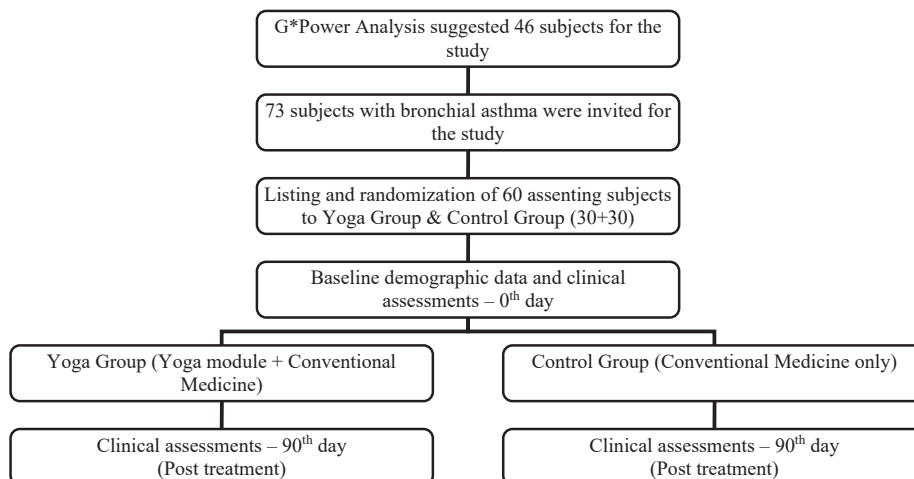 G*Power Analysis suggested 46 subjects for the
study
73 subjects with bronchial asthma were invited for
the study
Listing and randomization of 60 assenting subjects
to Yoga Group & Control Group (30+30)
Baseline demographic data and clinical
assessments – 0th day
Yoga Group (Yoga module + Conventional
Medicine)
Control Group (Conventional Medicine only)
Clinical assessments – 90th day
(Post treatment)
Clinical assessments – 90th day
(Post treatment)